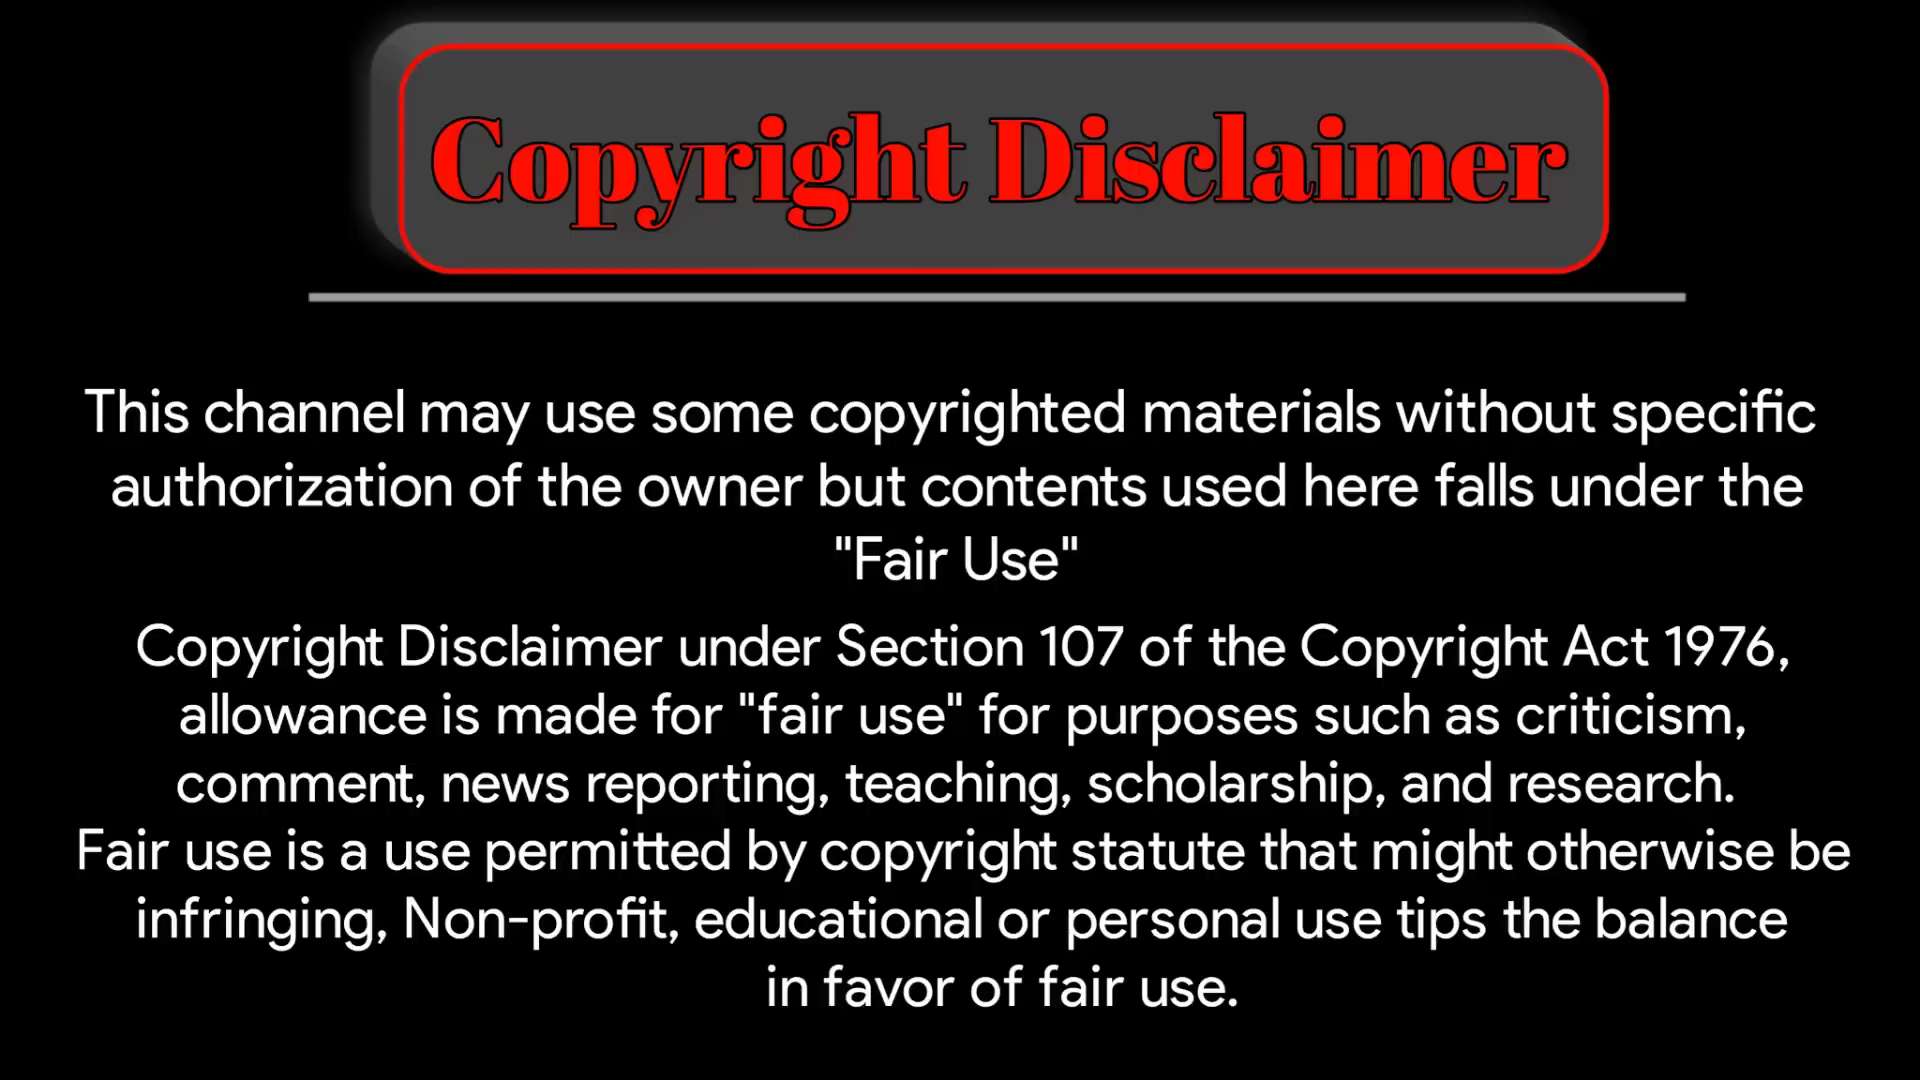 Copyright Disclaimer
This channel may use some copyrighted materials without specific
authorization of the owner but contents used here falls under the
"Fair Use"
Copyright Disclaimer under Section 107 of the Copyright Act 1976,
allowance is made for "fair use" for purposes such as criticism,
comment, news reporting, teaching, scholarship, and research.
Fair use is a use permitted by copyright statute that might otherwise be
infringing, Non-profit, educational or personal use tips the balance
in favor of fair use.